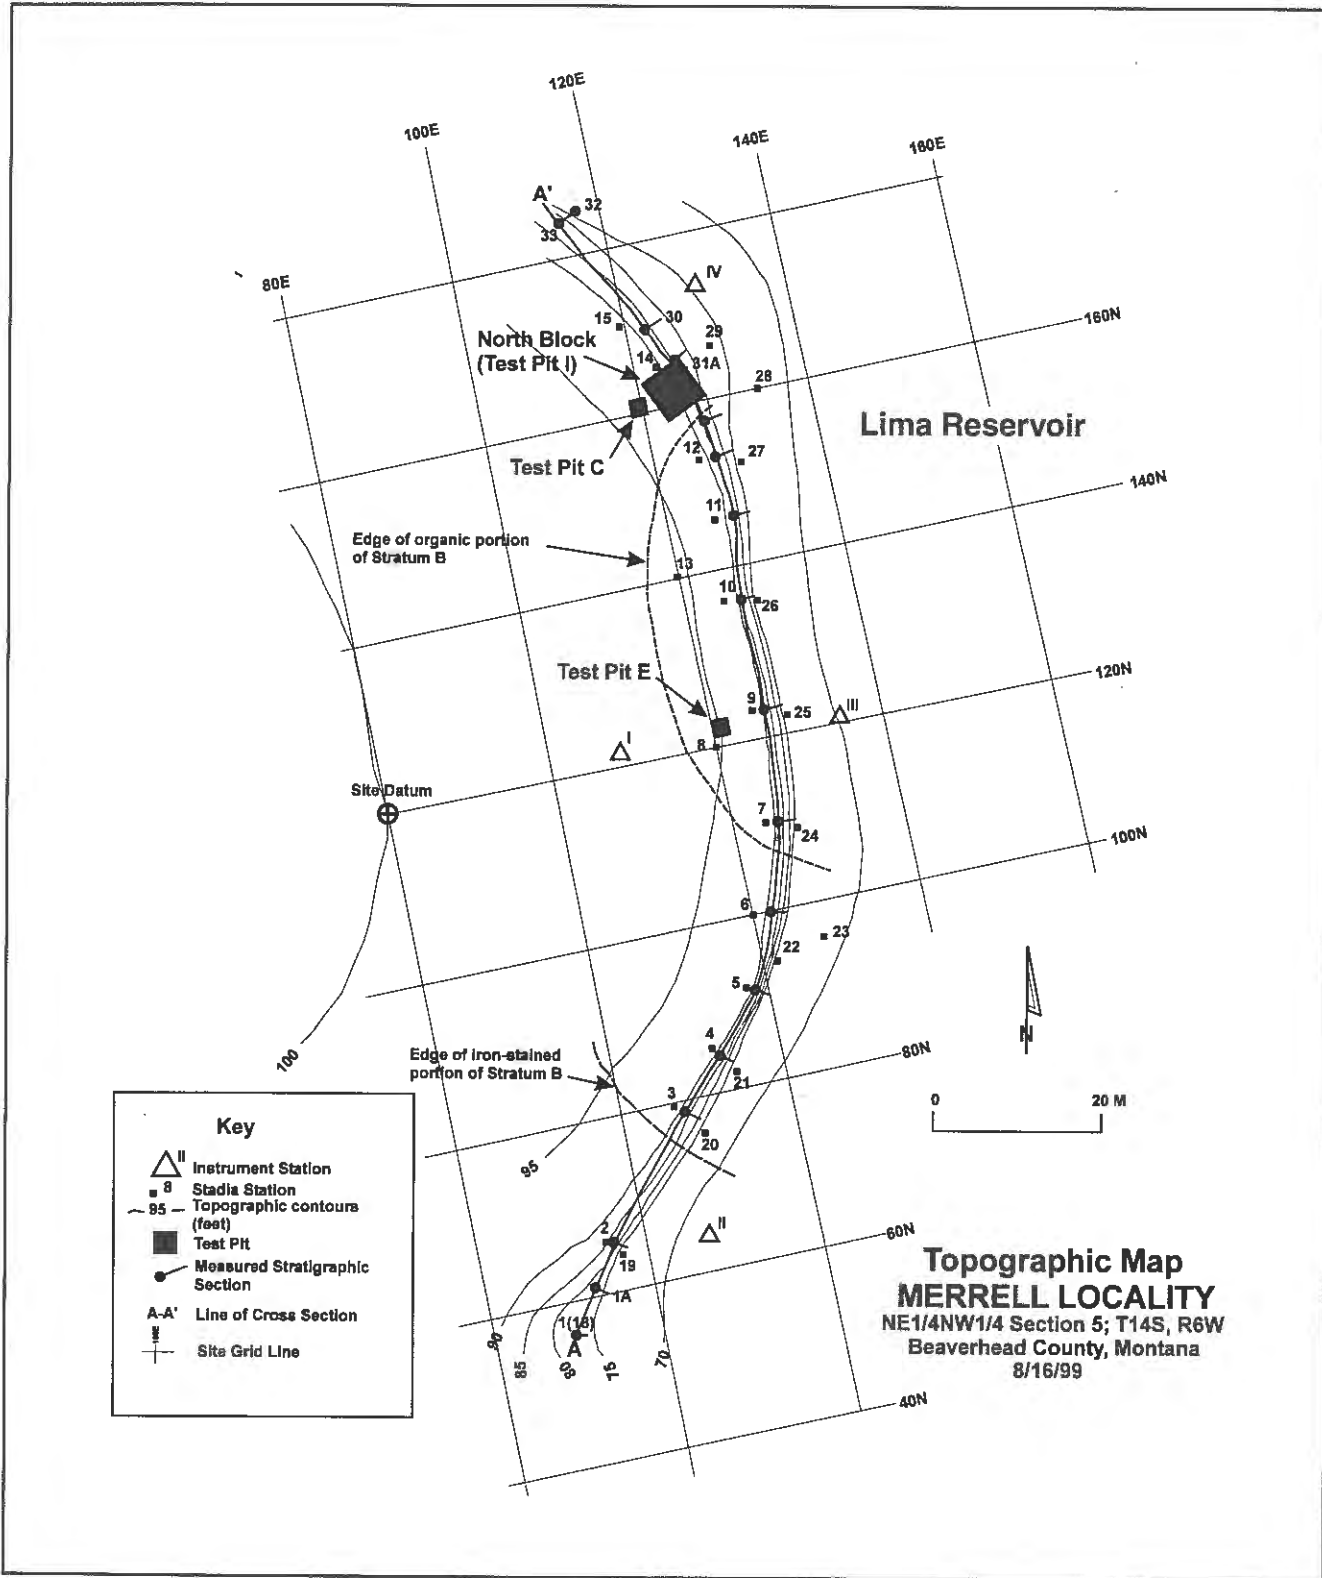 120E
100E
140E
160E
A'
32
33
80E
IV
15
30
29
160N
North Block
(Test Pit I)
14
31A
28
Lima Reservoir
12
27
Test Pit C
140N
11
Edge of organic portion
of Stratum B
13
10
26
Test Pit E
120N
9
25
III
8
I
Site Datum
7
24
100N
6
23
22
5
N
100
4
80N
Edge of iron-stained
portion of Stratum B
21
0
20 M
3
20
95
Key
II Instrument Station
8 Stadia Station
95 Topographic contours
(feet)
Test Pit
Measured Stratigraphic
Section
A-A' Line of Cross Section
100E
Site Grid Line
2
19
II
60N
1A
1(18)
A
90
85
80
75
70
Topographic Map
MERRELL LOCALITY
NE1/4NW1/4 Section 5; T14S, R6W
Beaverhead County, Montana
8/16/99
40N